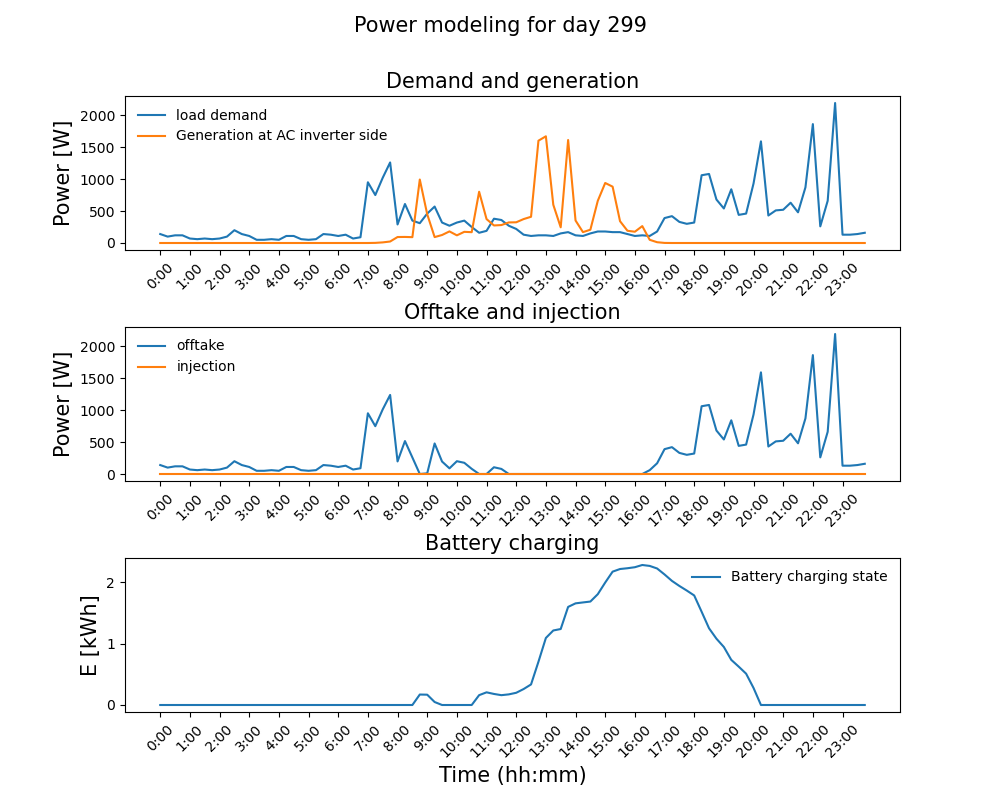 Power modeling for day 299
Demand and generation
Power [W]
2000
1500
1000
500
0
load demand
Generation at AC inverter side
0:00 1:00 2:00 3:00 4:00 5:00 6:00 7:00 8:00 9:00 10:00 11:00 12:00 13:00 14:00 15:00 16:00 17:00 18:00 19:00 20:00 21:00 22:00 23:00
Offtake and injection
Power [W]
2000
1500
1000
500
0
offtake
injection
0:00 1:00 2:00 3:00 4:00 5:00 6:00 7:00 8:00 9:00 10:00 11:00 12:00 13:00 14:00 15:00 16:00 17:00 18:00 19:00 20:00 21:00 22:00 23:00
Battery charging
E [kWh]
2
1
0
Battery charging state
0:00 1:00 2:00 3:00 4:00 5:00 6:00 7:00 8:00 9:00 10:00 11:00 12:00 13:00 14:00 15:00 16:00 17:00 18:00 19:00 20:00 21:00 22:00 23:00
Time (hh:mm)